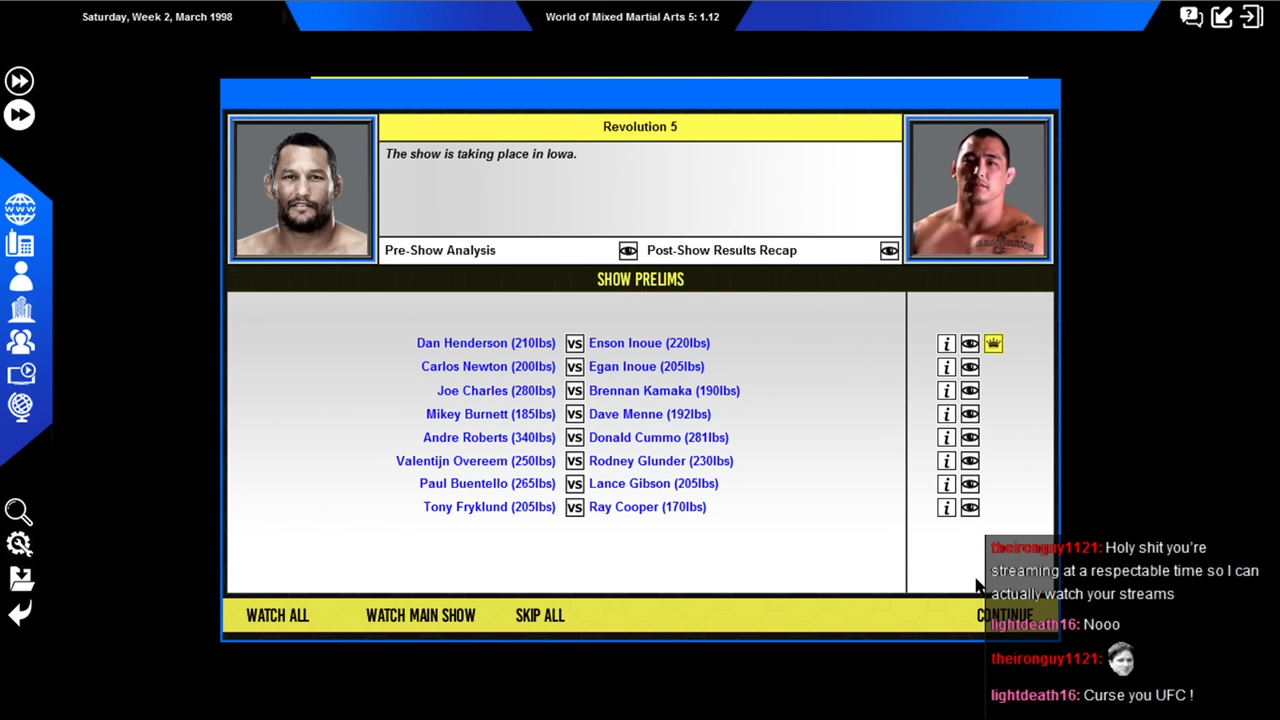 Saturday, Week 2, March 1998
World of Mixed Martial Arts 5: 1.12
WWW
Revolution 5
The show is taking place in Iowa.
Pre-Show Analysis
Post-Show Results Recap
SHOW PRELIMS
Dan Henderson (210lbs) VS Enson Inoue (220lbs)
Carlos Newton (200lbs) VS Egan Inoue (205lbs)
Joe Charles (280lbs) VS Brennan Kamaka (190lbs)
Mikey Burnett (185lbs) VS Dave Menne (192lbs)
Andre Roberts (340lbs) VS Donald Cummo (281lbs)
Valentijn Overeem (250lbs) VS Rodney Glunder (230lbs)
Paul Buentello (265lbs) VS Lance Gibson (205lbs)
Tony Fryklund (205lbs) VS Ray Cooper (170lbs)
WATCH ALL
WATCH MAIN SHOW
SKIP ALL
CONTINUE
theironguy1121: Holy shit you're
streaming at a respectable time so I can
actually watch your streams
lightdeath16: Nooo
theironguy1121:
lightdeath16: Curse you UFC !